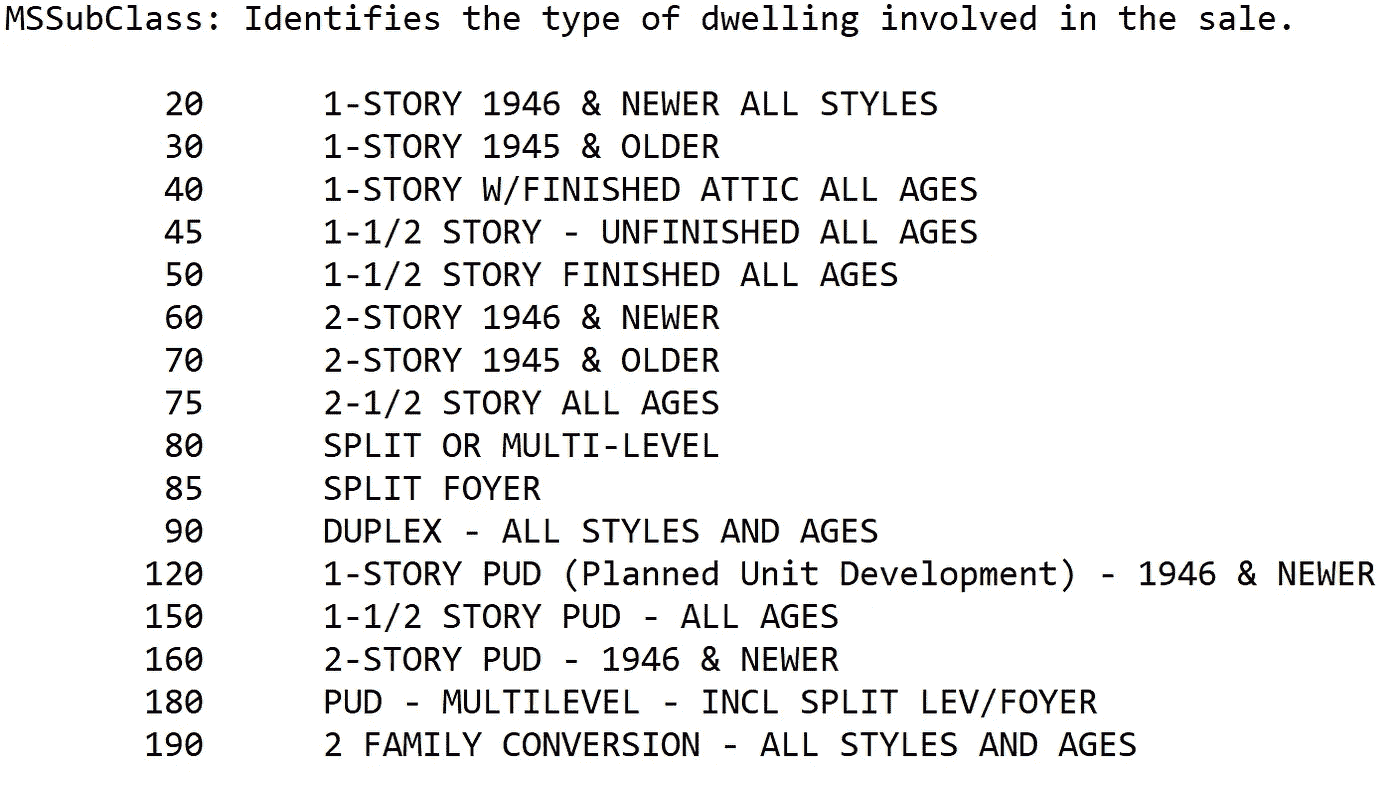 MSSubClass: Identifies the type of dwelling involved in the sale.
20 1-STORY 1946 & NEWER ALL STYLES
30 1-STORY 1945 & OLDER
40 1-STORY W/FINISHED ATTIC ALL AGES
45 1-1/2 STORY - UNFINISHED ALL AGES
50 1-1/2 STORY FINISHED ALL AGES
60 2-STORY 1946 & NEWER
70 2-STORY 1945 & OLDER
75 2-1/2 STORY ALL AGES
80 SPLIT OR MULTI-LEVEL
85 SPLIT FOYER
90 DUPLEX - ALL STYLES AND AGES
120 1-STORY PUD (Planned Unit Development) - 1946 & NEWER
150 1-1/2 STORY PUD - ALL AGES
160 2-STORY PUD - 1946 & NEWER
180 PUD - MULTILEVEL - INCL SPLIT LEV/FOYER
190 2 FAMILY CONVERSION - ALL STYLES AND AGES